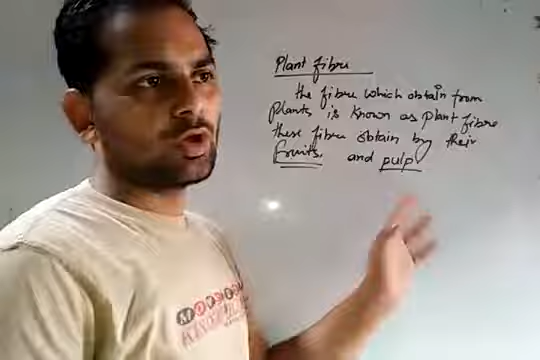 Plant fibre
the fibre which obtain from
Plants is known as plant fibre
these fibre obtain by their
fruits. and pulp